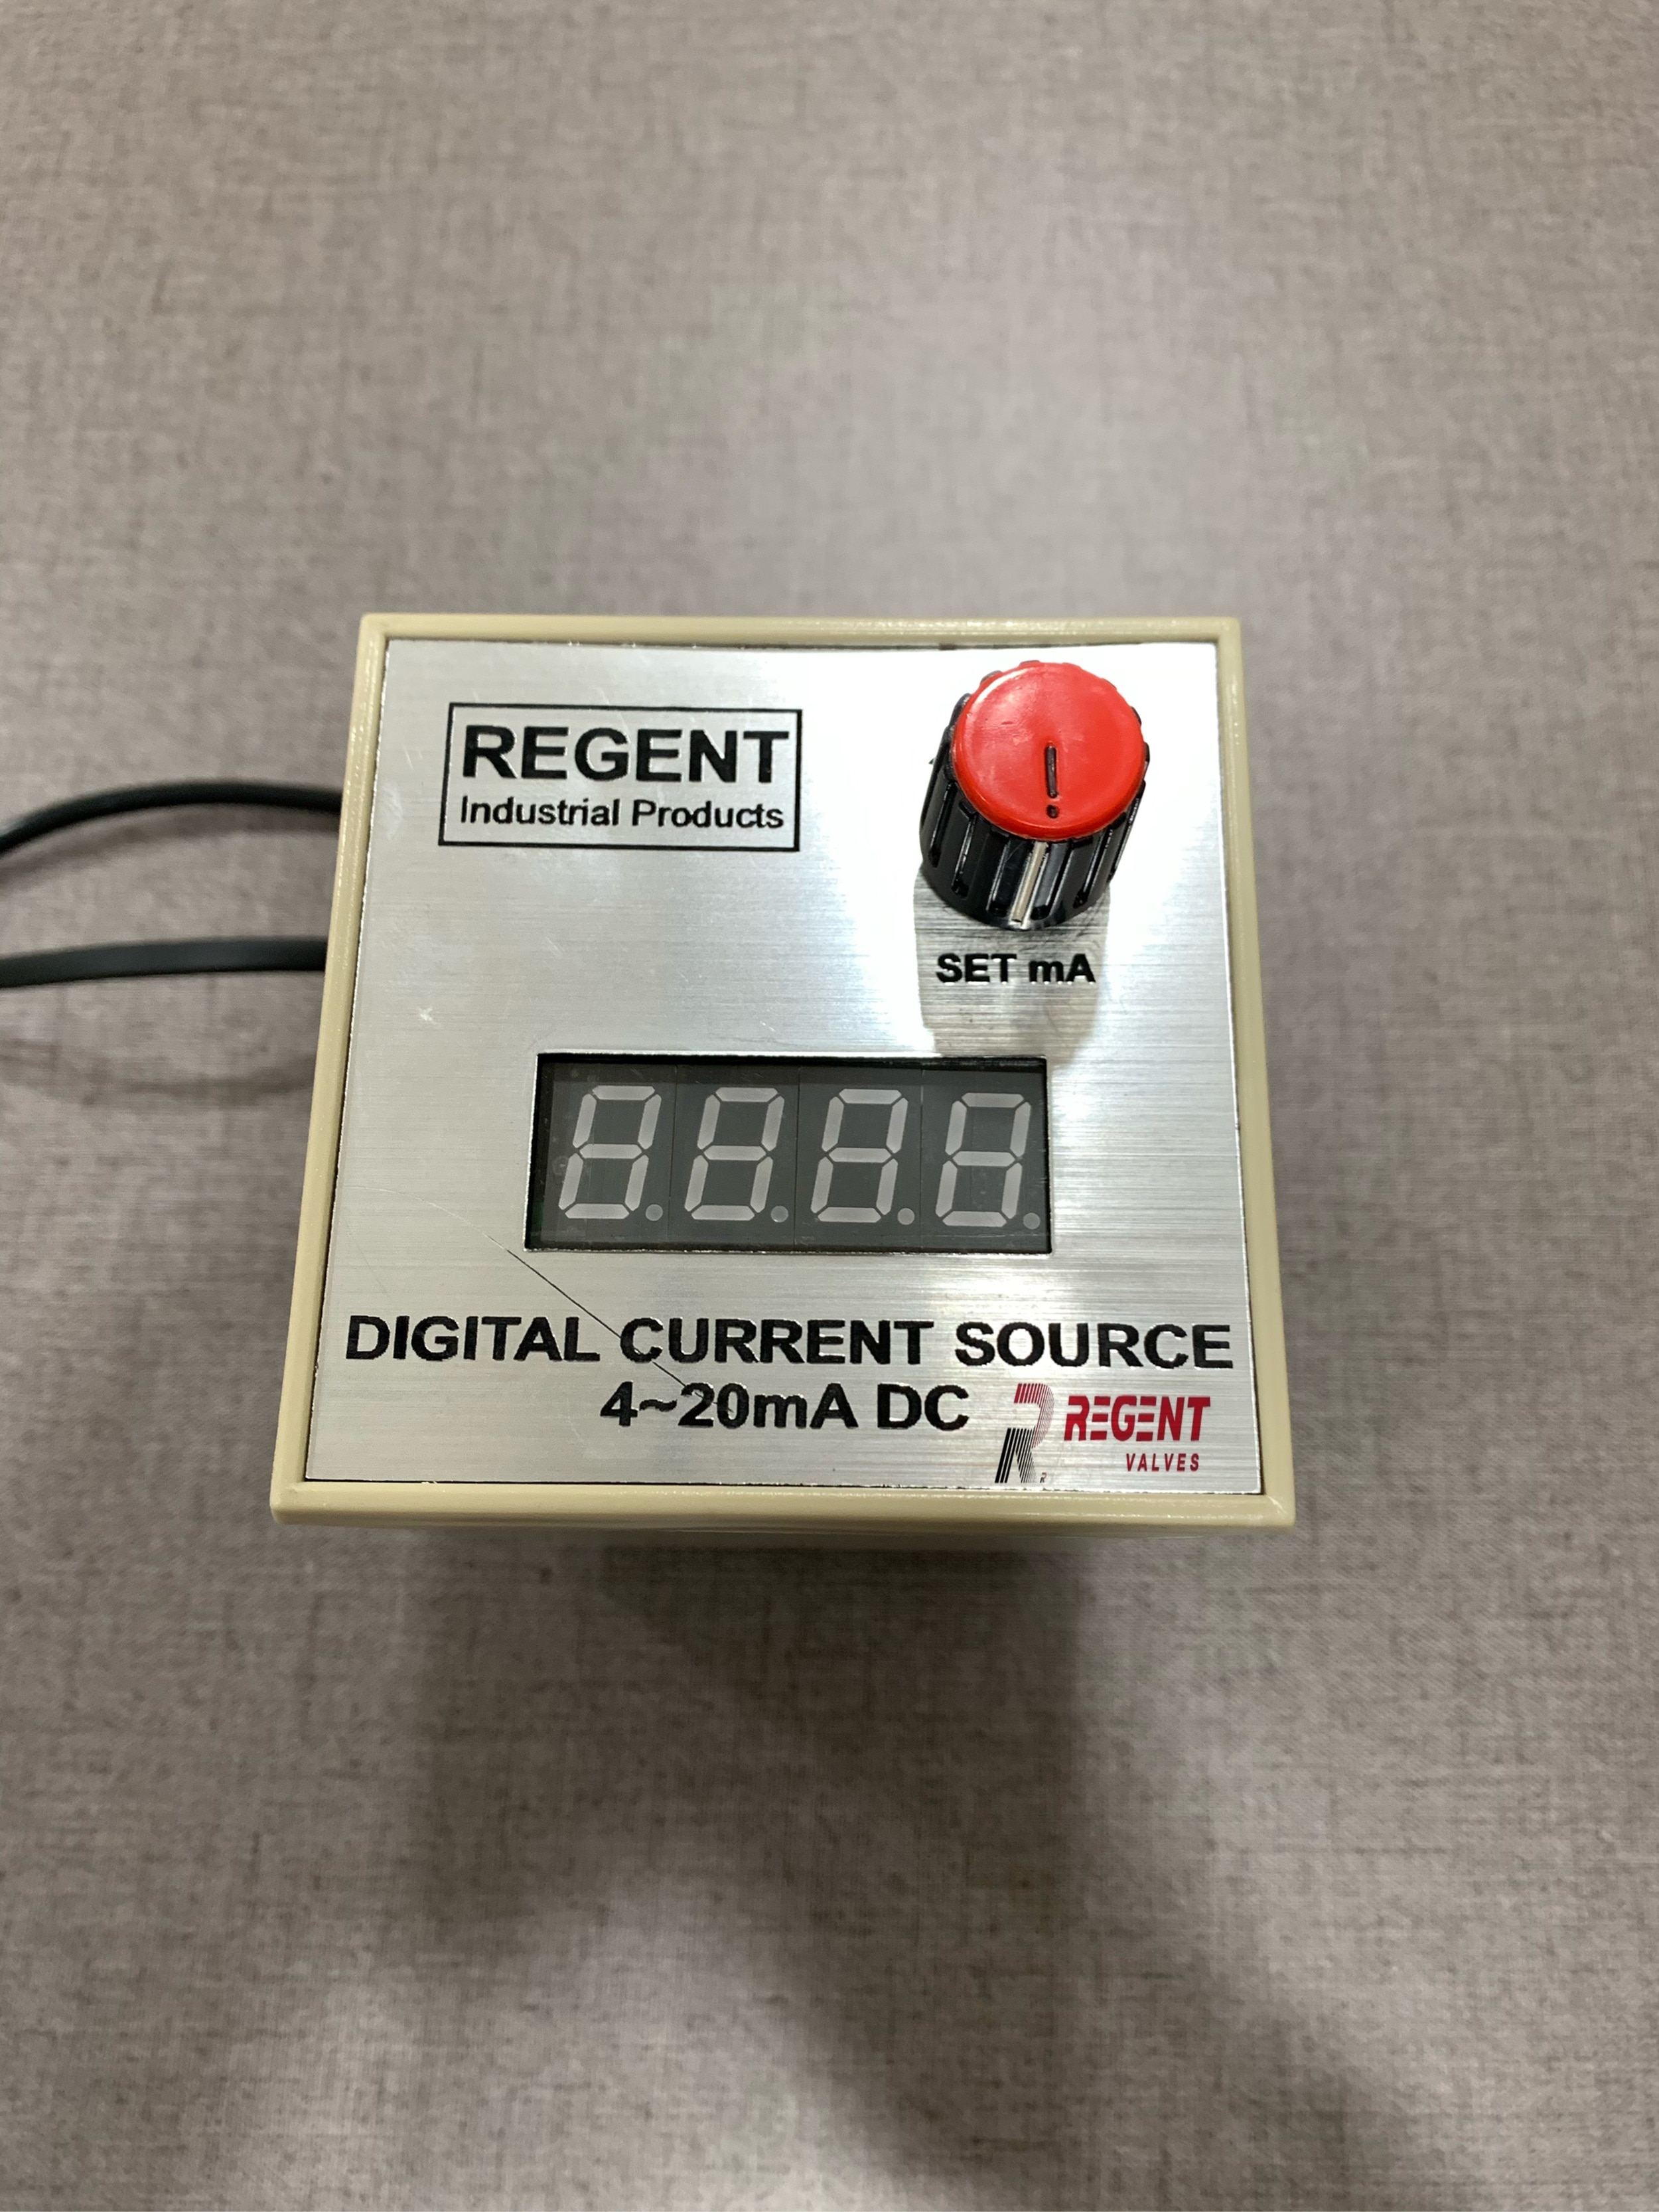 REGENT
Industrial Products
SET mA
DIGITAL CURRENT SOURCE
4~20mA DC
REGENT
VALVES